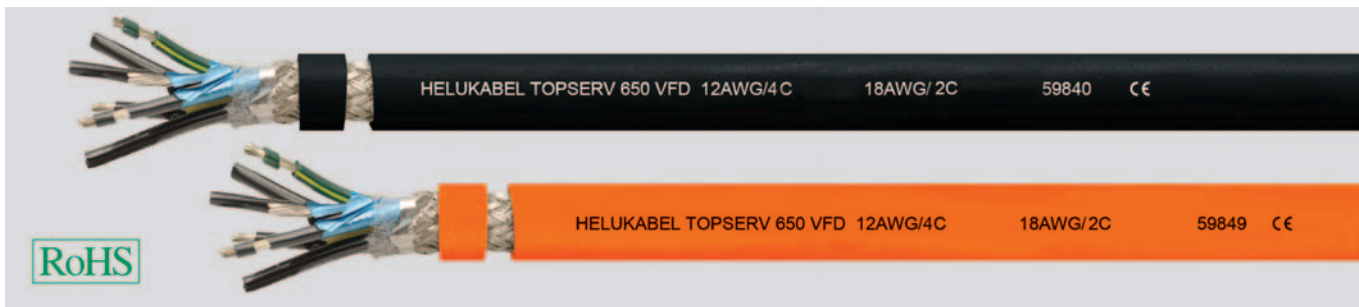 HELUKABEL TOPSERV 650 VFD 12AWG/4C 18AWG/2C 59840 CE
HELUKABEL TOPSERV 650 VFD 12AWG/4C 18AWG/2C 59849 CE
RoHS